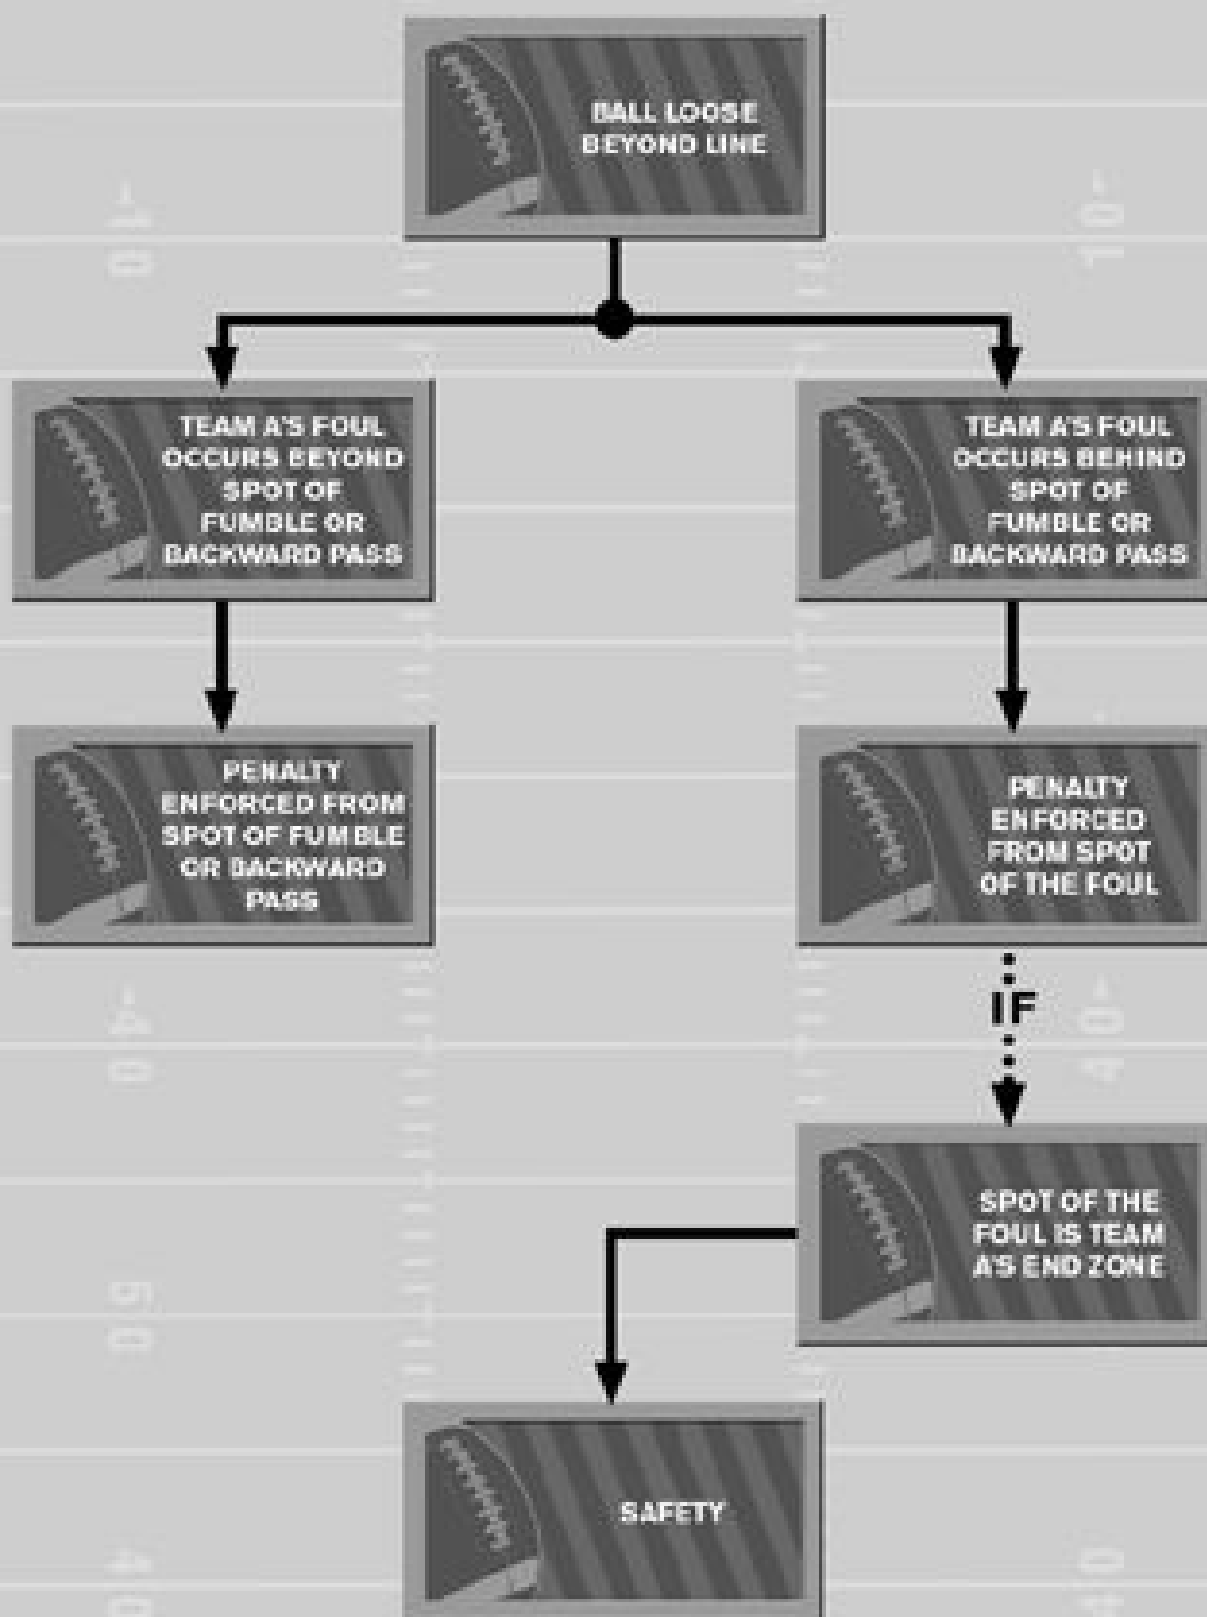 BALL LOOSE
BEYOND LINE
TEAM A'S FOUL
OCCURS BEYOND
SPOT OF
FUMBLE OR
BACKWARD PASS
TEAM A'S FOUL
OCCURS BEHIND
SPOT OF
FUMBLE OR
BACKWARD PASS
PENALTY
ENFORCED FROM
SPOT OF FUMBLE
OR BACKWARD
PASS
PENALTY
ENFORCED
FROM SPOT
OF THE FOUL
IF
SPOT OF THE
FOUL IS TEAM
A'S END ZONE
SAFETY